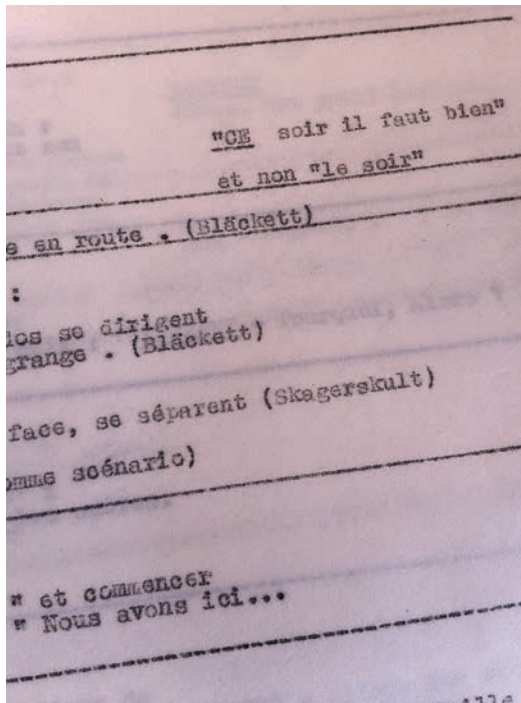 "CE soir il faut bien"
et non "le soir"
e en route . (Bläckett)
:
los se dirigent
grange . (Bläckett)
face, se séparent (Skagerskult)
omme scénario)
" et commencer
" Nous avons ici...